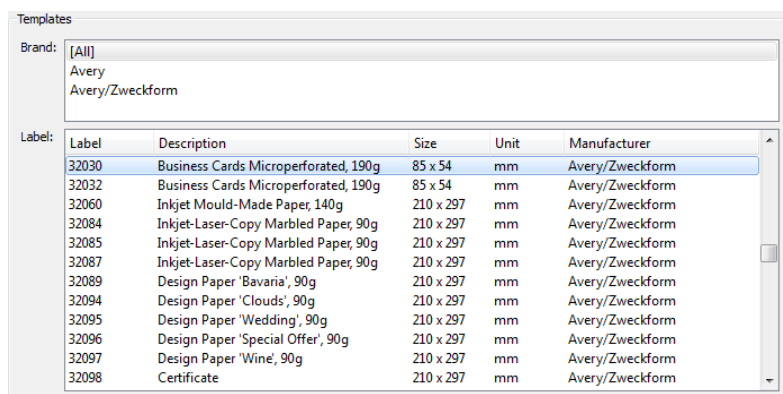 Templates
Brand: [All]
Avery
Avery/Zweckform
Label: Label Description Size Unit Manufacturer
32030 Business Cards Microperforated, 190g 85 x 54 mm Avery/Zweckform
32032 Business Cards Microperforated, 190g 85 x 54 mm Avery/Zweckform
32060 Inkjet Mould-Made Paper, 140g 210 x 297 mm Avery/Zweckform
32084 Inkjet-Laser-Copy Marbled Paper, 90g 210 x 297 mm Avery/Zweckform
32085 Inkjet-Laser-Copy Marbled Paper, 90g 210 x 297 mm Avery/Zweckform
32087 Inkjet-Laser-Copy Marbled Paper, 90g 210 x 297 mm Avery/Zweckform
32089 Design Paper 'Bavaria', 90g 210 x 297 mm Avery/Zweckform
32094 Design Paper 'Clouds', 90g 210 x 297 mm Avery/Zweckform
32095 Design Paper 'Wedding', 90g 210 x 297 mm Avery/Zweckform
32096 Design Paper 'Special Offer', 90g 210 x 297 mm Avery/Zweckform
32097 Design Paper 'Wine', 90g 210 x 297 mm Avery/Zweckform
32098 Certificate 210 x 297 mm Avery/Zweckform